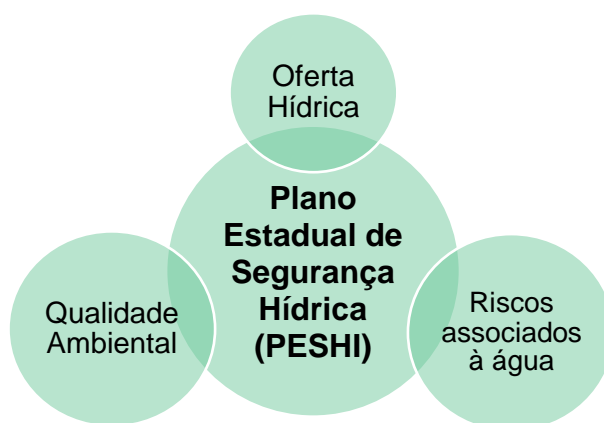 Oferta
Hídrica
Plano
Estadual de
Segurança
Hídrica
(PESHI)
Qualidade
Ambiental
Riscos
associados
à água